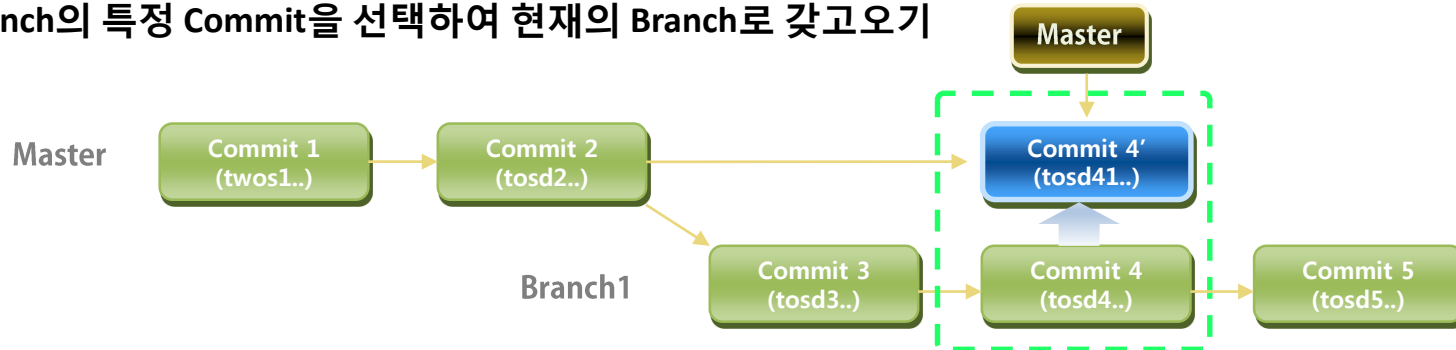 nch의 특정 Commit을 선택하여 현재의 Branch로 갖고오기
Master
Master
Commit 1
(twos1..)
Commit 2
(tosd2..)
Commit 4’
(tosd41..)
Branch1
Commit 3
(tosd3..)
Commit 4
(tosd4..)
Commit 5
(tosd5..)